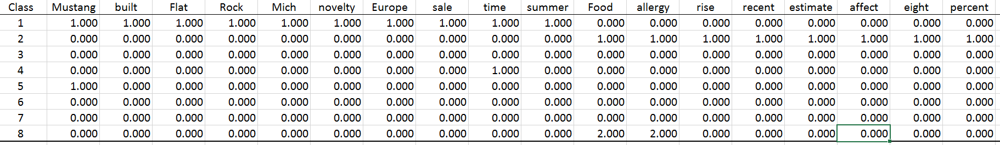 Class Mustang built Flat Rock Mich novelty Europe sale time summer Food allergy rise recent estimate affect eight percent
1 1.000 1.000 1.000 1.000 1.000 1.000 1.000 1.000 1.000 1.000 0.000 0.000 0.000 0.000 0.000 0.000 0.000 0.000
2 0.000 0.000 0.000 0.000 0.000 0.000 0.000 0.000 0.000 0.000 1.000 1.000 1.000 1.000 1.000 1.000 1.000 1.000
3 0.000 0.000 0.000 0.000 0.000 0.000 0.000 0.000 0.000 0.000 0.000 0.000 0.000 0.000 0.000 0.000 0.000 0.000
4 0.000 0.000 0.000 0.000 0.000 0.000 0.000 0.000 1.000 0.000 0.000 0.000 0.000 0.000 0.000 0.000 0.000 0.000
5 1.000 0.000 0.000 0.000 0.000 0.000 0.000 0.000 0.000 0.000 0.000 0.000 0.000 0.000 0.000 0.000 0.000 0.000
6 0.000 0.000 0.000 0.000 0.000 0.000 0.000 0.000 0.000 0.000 0.000 0.000 0.000 0.000 0.000 0.000 0.000 0.000
7 0.000 0.000 0.000 0.000 0.000 0.000 0.000 0.000 0.000 0.000 0.000 0.000 0.000 0.000 0.000 0.000 0.000 0.000
8 0.000 0.000 0.000 0.000 0.000 0.000 0.000 0.000 0.000 0.000 2.000 2.000 0.000 0.000 0.000 0.000 0.000 0.000